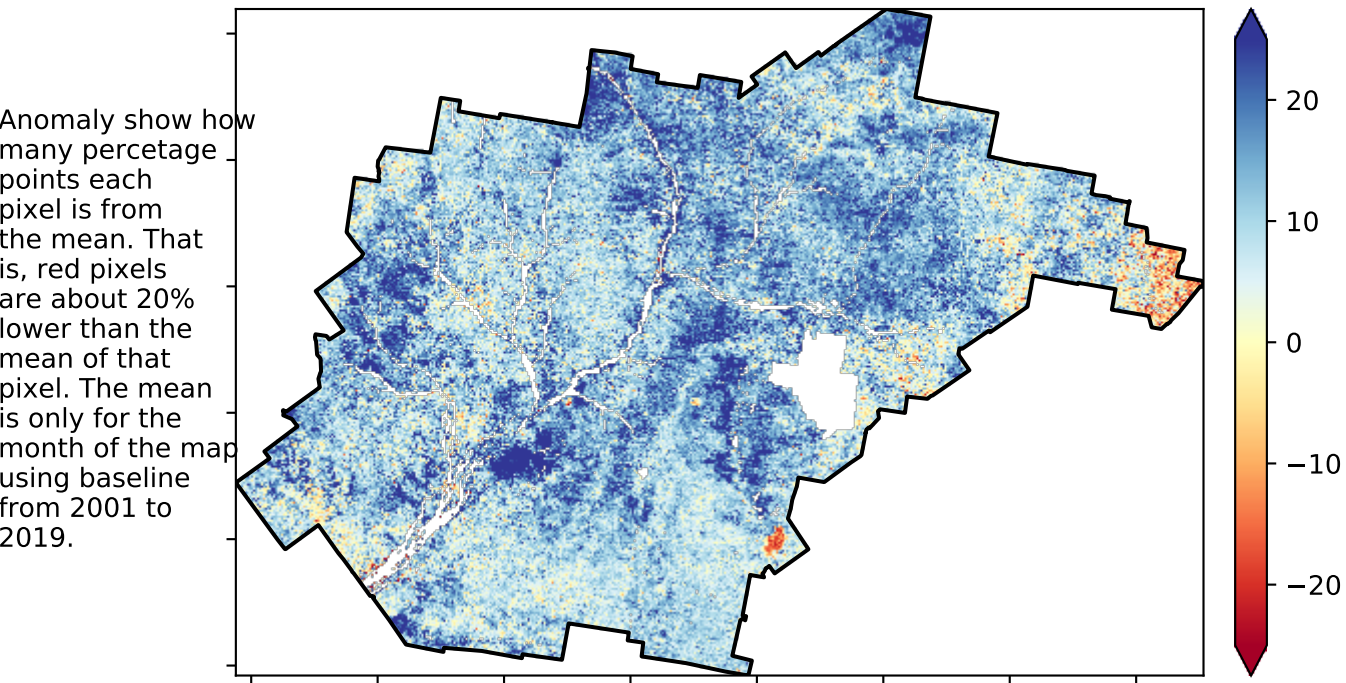 Anomaly show how
many percetage
points each
pixel is from
the mean. That
is, red pixels
are about 20%
lower than the
mean of that
pixel. The mean
is only for the
month of the map
using baseline
from 2001 to
2019.
20
10
0
−10
−20